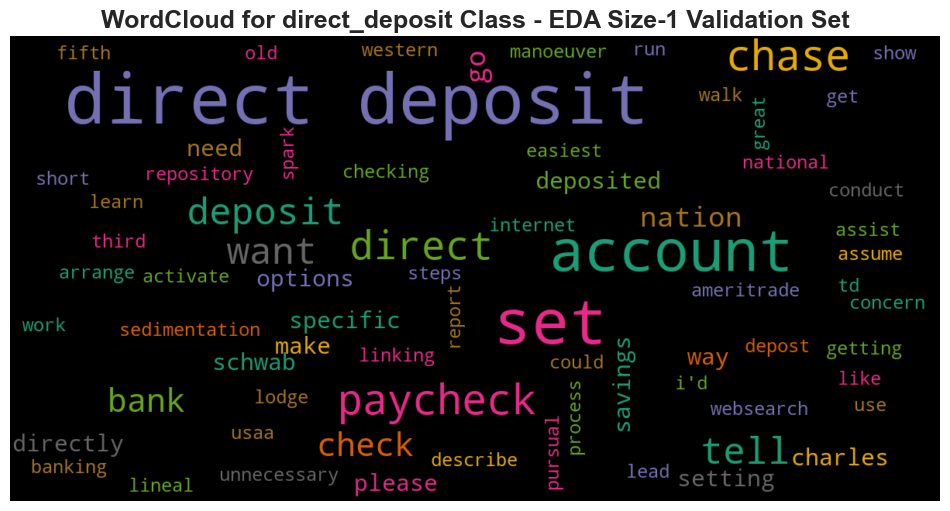 WordCloud for direct_deposit Class - EDA Size-1 Validation Set
fifth old western go manoeuver run chase show
direct deposit walk great get
need spark easiest national
short repository checking deposited conduct
learn deposit internet nation assist
third want direct account assume
arrange activate options steps ameritrade td concern
work sedimentation specific report set
schwab make linking could savings way depost getting
bank lodge paycheck process i'd like
directly usaa check websearch use
banking unnecessary describe pursual tell charles
lineal please lead setting